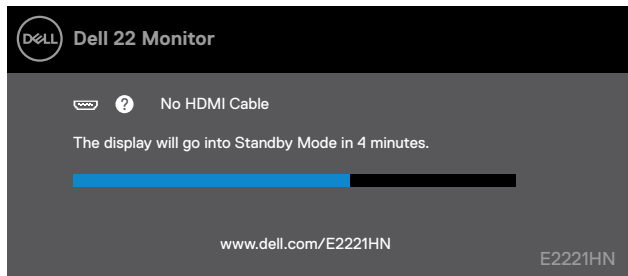 DELL Dell 22 Monitor
? No HDMI Cable
The display will go into Standby Mode in 4 minutes.
www.dell.com/E2221HN
E2221HN